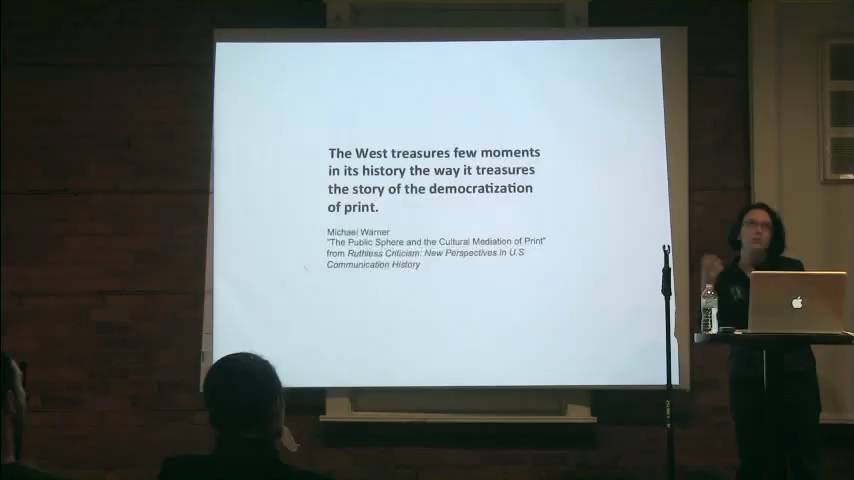 The West treasures few moments
in its history the way it treasures
the story of the democratization
of print.
Michael Warner
"The Public Sphere and the Cultural Mediation of Print"
from Ruthless Criticism: New Perspectives in U.S
Communication History